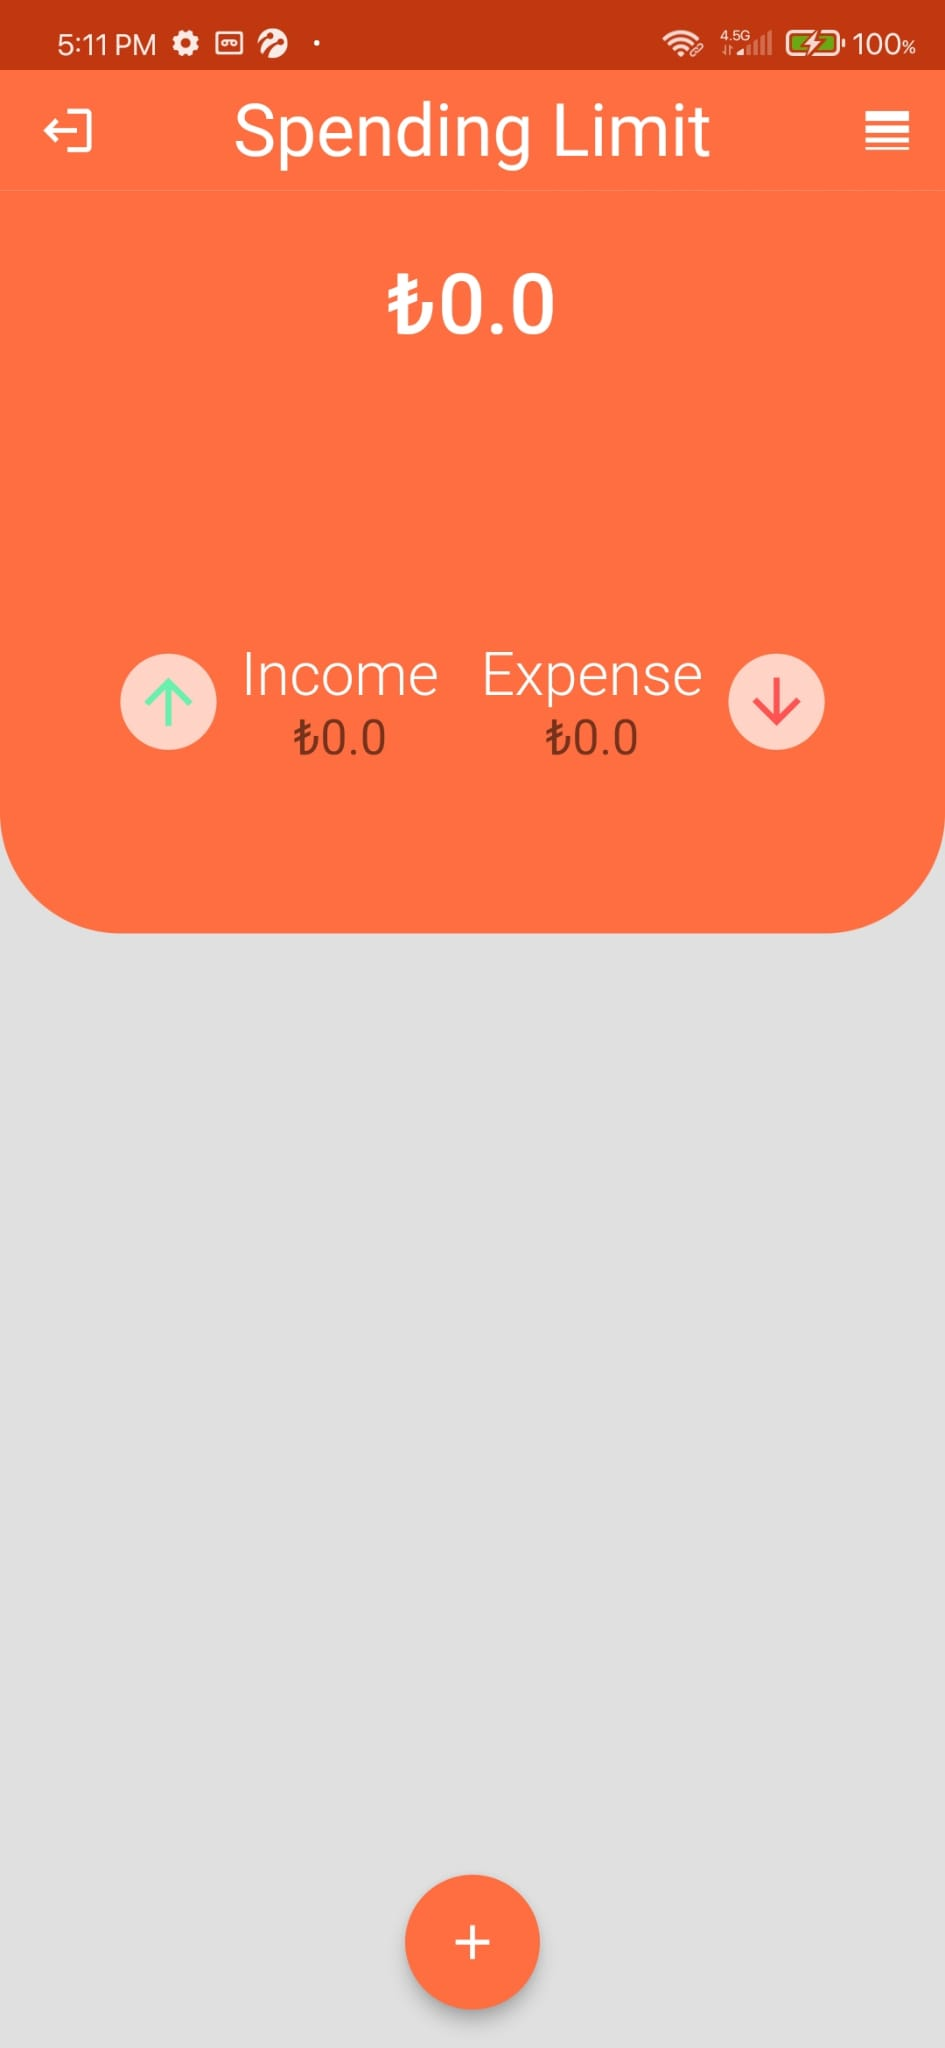 5:11 PM
4.5G
100%
Spending Limit
₺0.0
Income Expense
₺0.0 ₺0.0